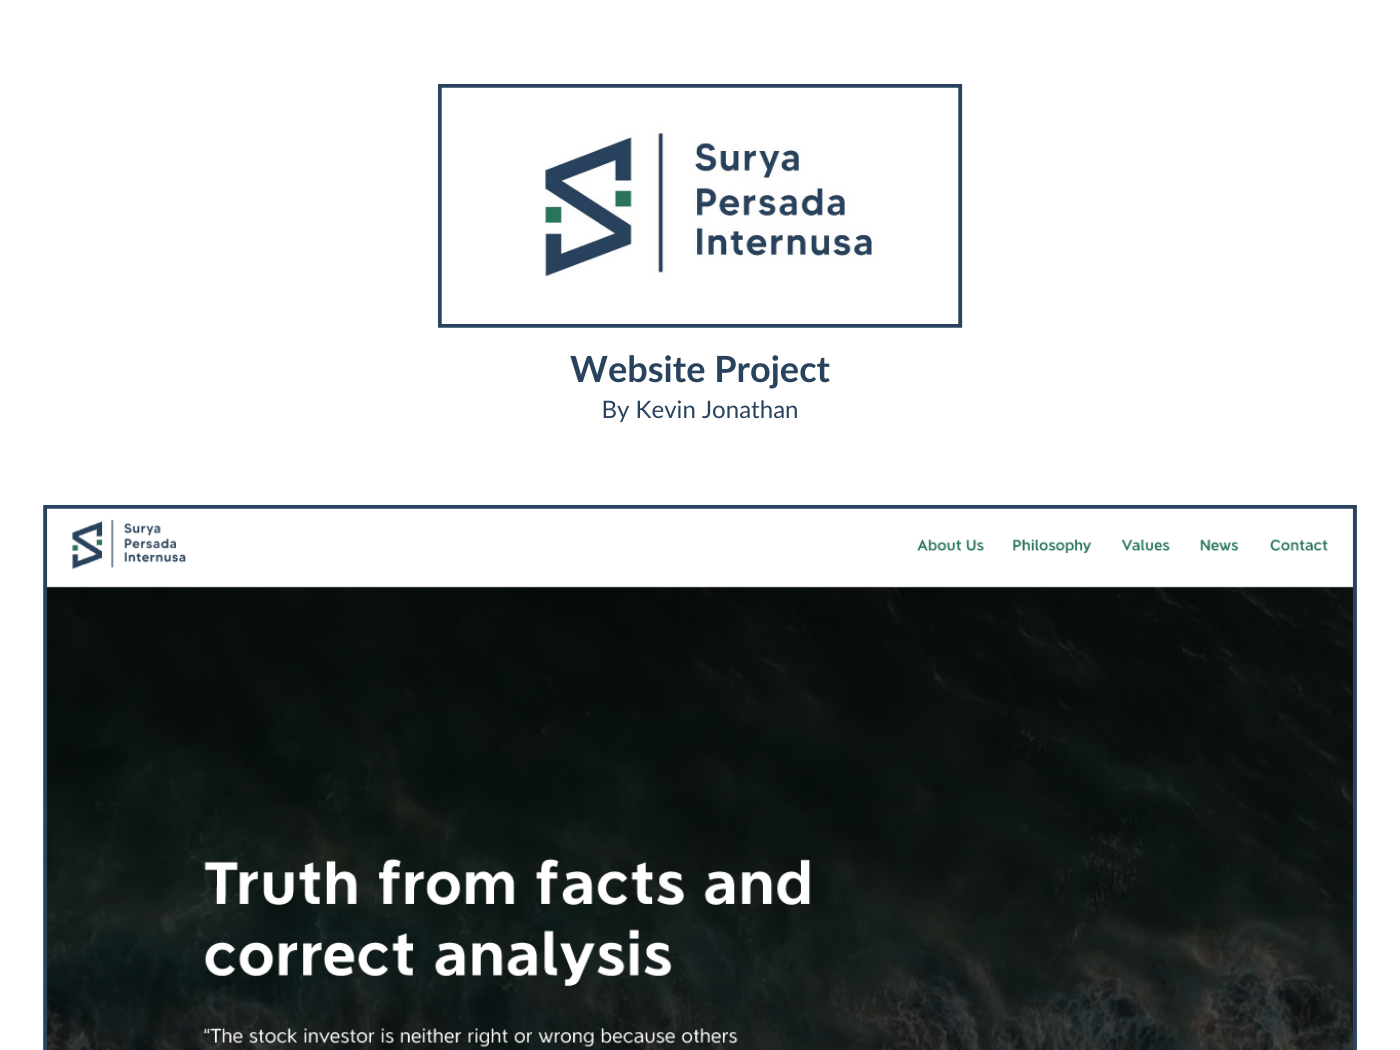 Surya
Persada
Internusa
Website Project
By Kevin Jonathan
Surya
Persada
Internusa
About Us Philosophy Values News Contact
Truth from facts and
correct analysis
"The stock investor is neither right or wrong because others